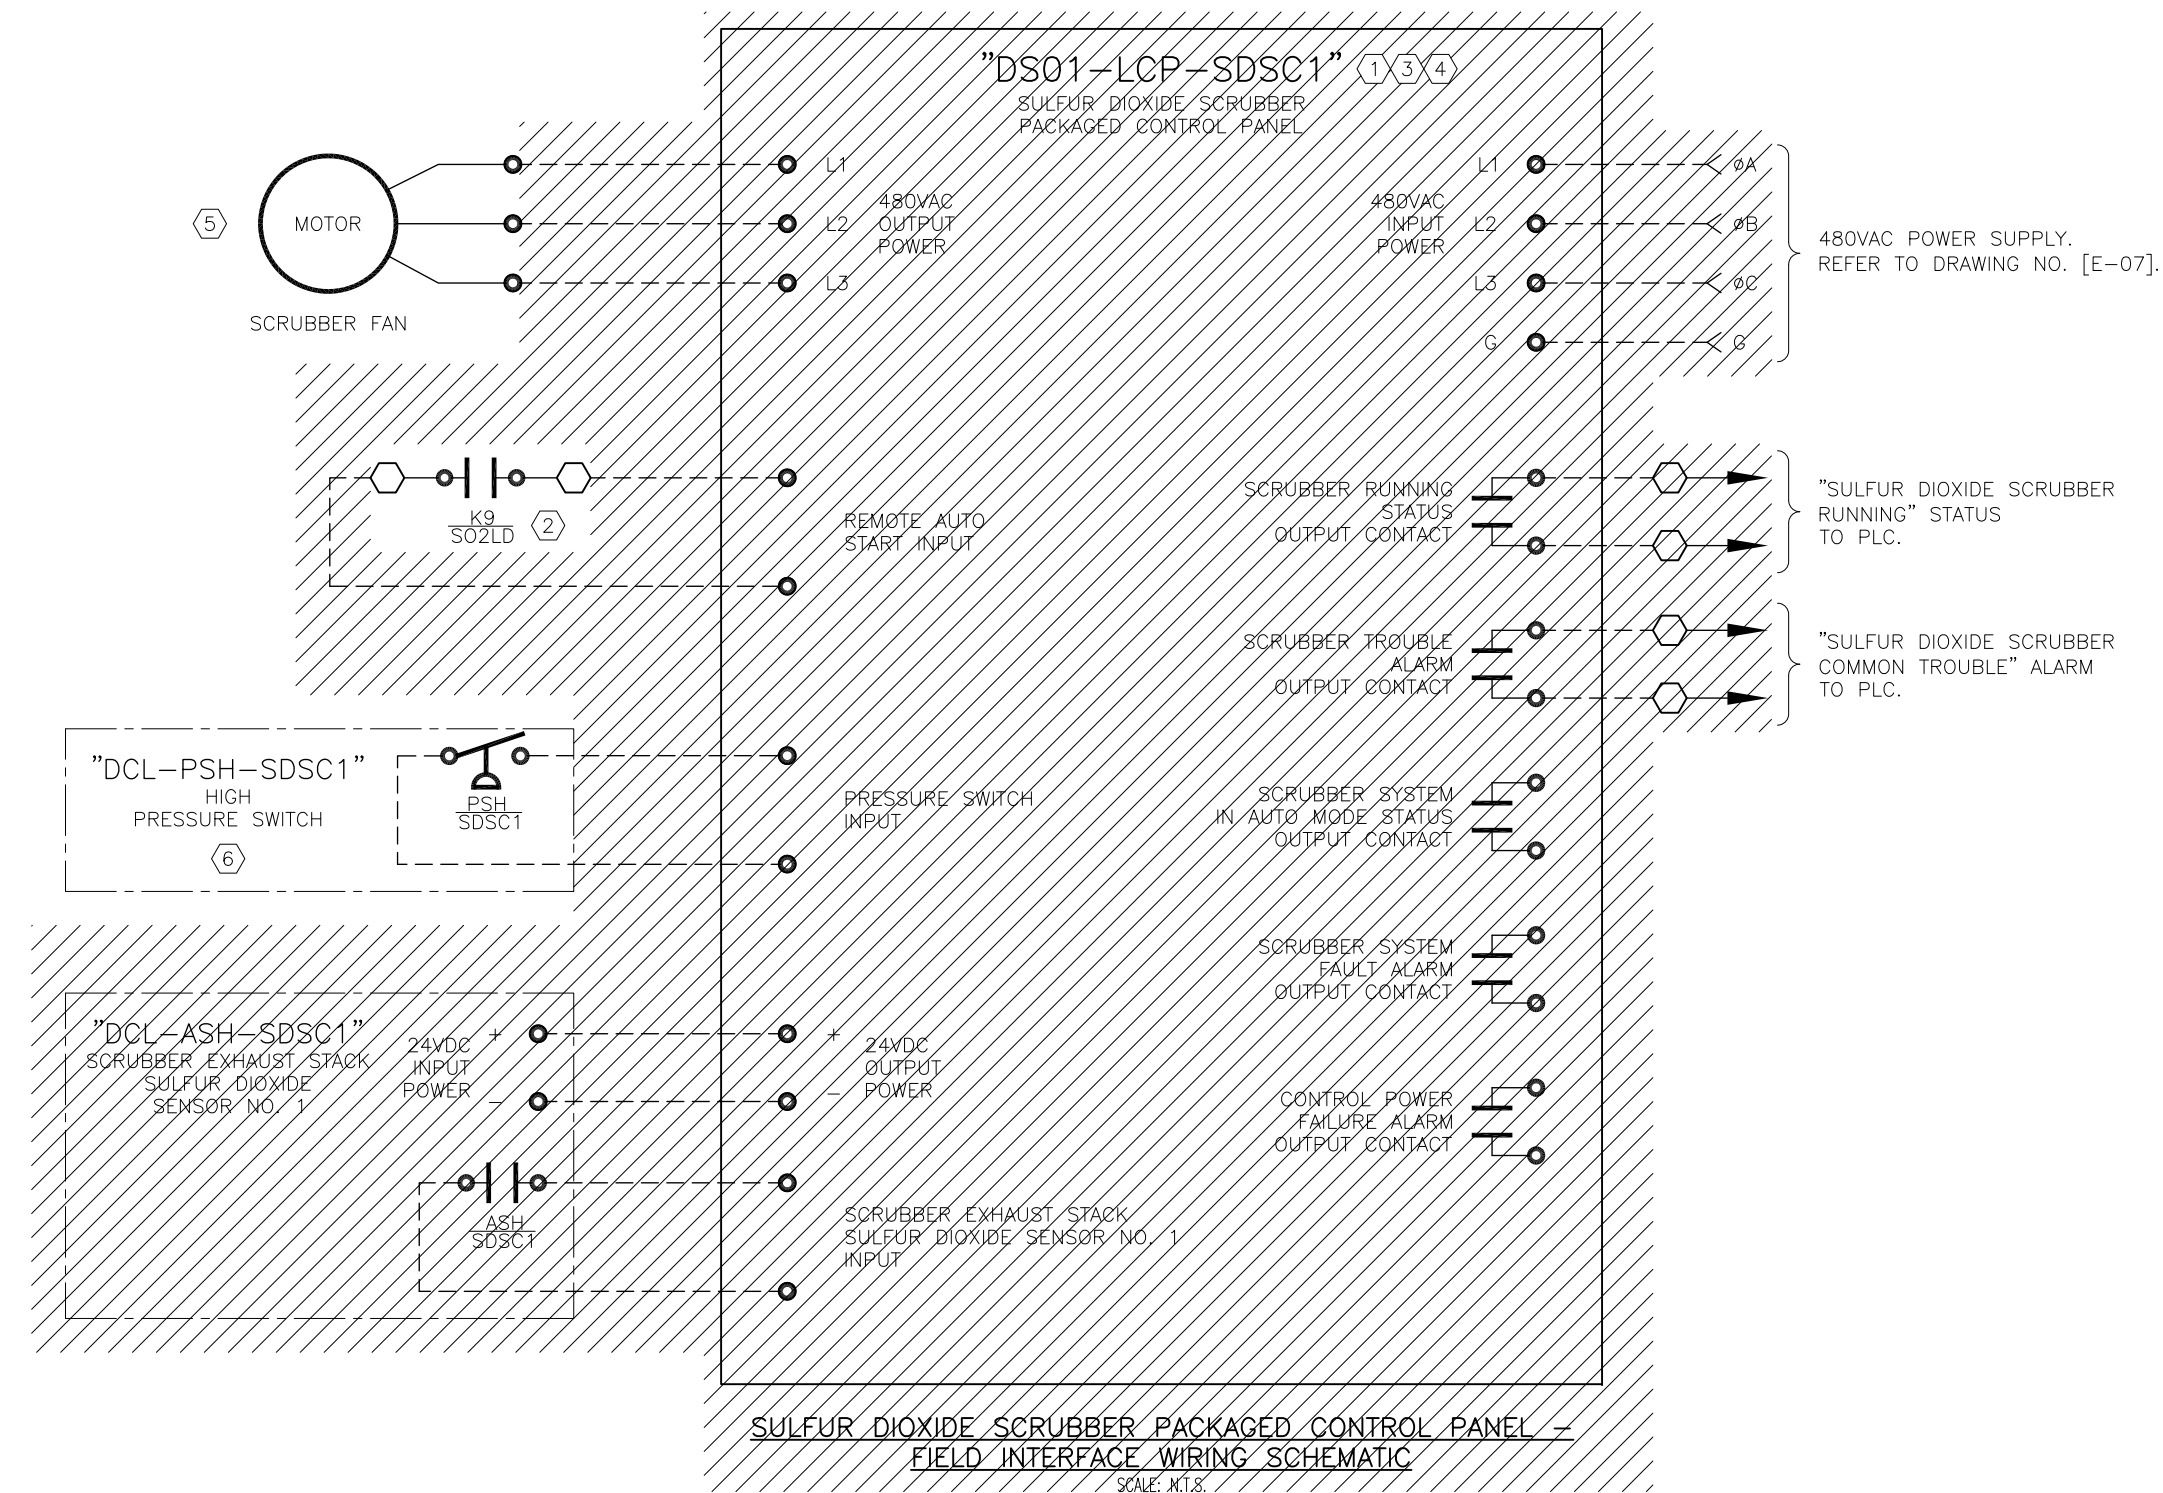 ”DS01-LCP-SDSC1” 1 3 4
SULFUR DIOXIDE SCRUBBER
PACKAGED CONTROL PANEL
5
MOTOR
SCRUBBER FAN
L1
L2
L3
480VAC
OUTPUT
POWER
480VAC
INPUT
POWER
L1
L2
L3
G
øA
øB
øC
G
480VAC POWER SUPPLY.
REFER TO DRAWING NO. [E-07].
K9
SO2LD
2
REMOTE AUTO
START INPUT
SCRUBBER RUNNING
STATUS
OUTPUT CONTACT
”SULFUR DIOXIDE SCRUBBER
RUNNING” STATUS
TO PLC.
SCRUBBER TROUBLE
ALARM
OUTPUT CONTACT
”SULFUR DIOXIDE SCRUBBER
COMMON TROUBLE” ALARM
TO PLC.
”DCL-PSH-SDSC1”
HIGH
PRESSURE SWITCH
6
PSH
SDSC1
PRESSURE SWITCH
INPUT
SCRUBBER SYSTEM
IN AUTO MODE STATUS
OUTPUT CONTACT
SCRUBBER SYSTEM
FAULT ALARM
OUTPUT CONTACT
”DCL-ASH-SDSC1”
SCRUBBER EXHAUST STACK
SULFUR DIOXIDE
SENSOR NO. 1
24VDC
INPUT
POWER
+
-
+
-
24VDC
OUTPUT
POWER
CONTROL POWER
FAILURE ALARM
OUTPUT CONTACT
ASH
SDSC1
SCRUBBER EXHAUST STACK
SULFUR DIOXIDE SENSOR NO. 1
INPUT
SULFUR DIOXIDE SCRUBBER PACKAGED CONTROL PANEL -
FIELD INTERFACE WIRING SCHEMATIC
SCALE: N.T.S.